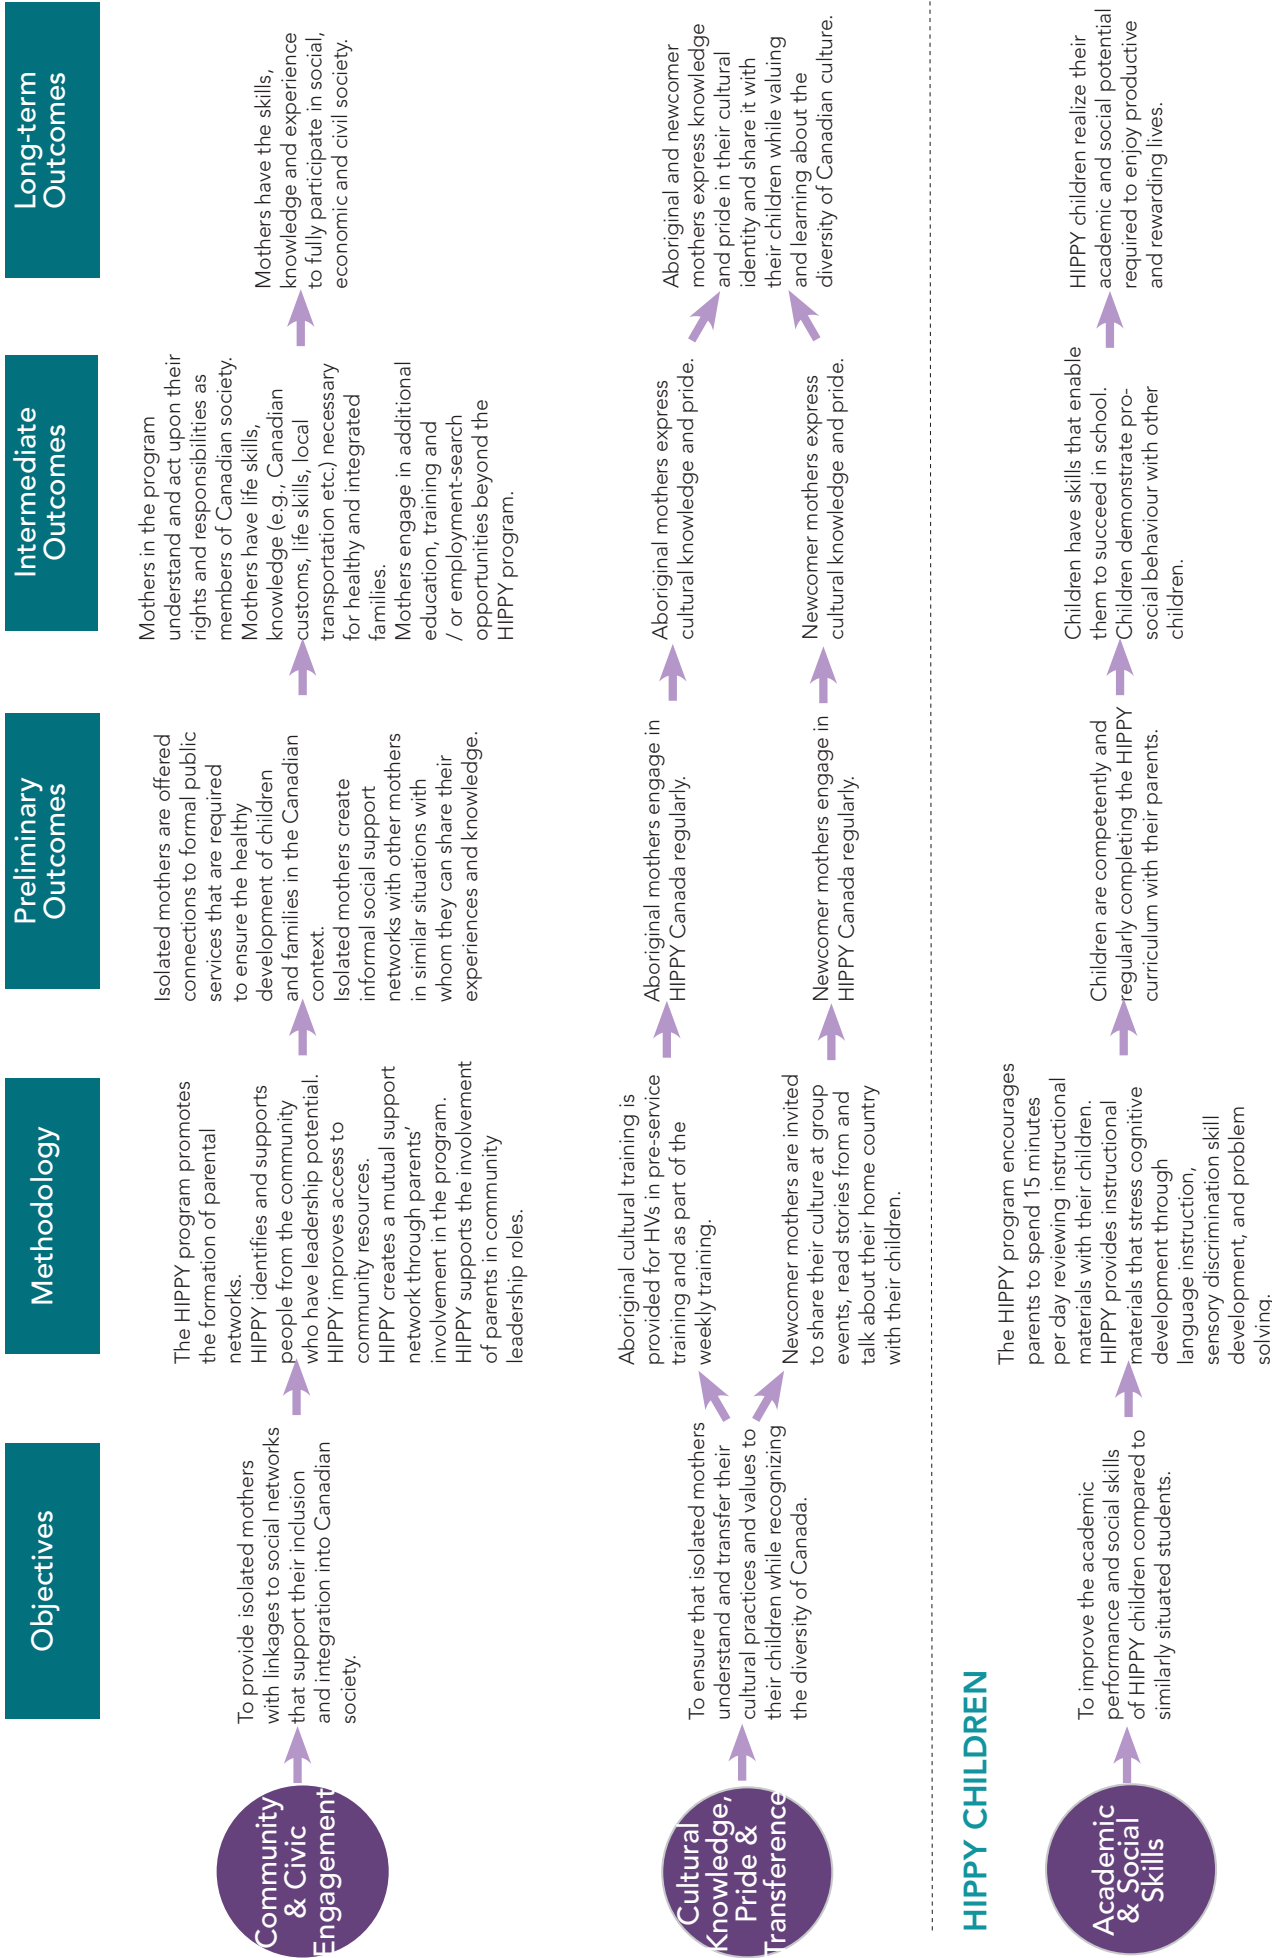 Objectives
Methodology
Preliminary
Outcomes
Intermediate
Outcomes
Long-term
Outcomes
Community
& Civic
Engagement
To provide isolated mothers
with linkages to social networks
that support their inclusion
and integration into Canadian
society.
The HIPPY program promotes
the formation of parental
networks.
HIPPY identifies and supports
people from the community
who have leadership potential.
HIPPY improves access to
community resources.
HIPPY creates a mutual support
network through parents’
involvement in the program.
HIPPY supports the involvement
of parents in community
leadership roles.
Isolated mothers are offered
connections to formal public
services that are required
to ensure the healthy
development of children
and families in the Canadian
context.
Isolated mothers create
informal social support
networks with other mothers
in similar situations with
whom they can share their
experiences and knowledge.
Mothers in the program
understand and act upon their
rights and responsibilities as
members of Canadian society.
Mothers have life skills,
knowledge (e.g., Canadian
customs, life skills, local
transportation etc.) necessary
for healthy and integrated
families.
Mothers engage in additional
education, training and
/ or employment-search
opportunities beyond the
HIPPY program.
Mothers have the skills,
knowledge and experience
to fully participate in social,
economic and civil society.
Cultural
Knowledge,
Pride &
Transference
To ensure that isolated mothers
understand and transfer their
cultural practices and values to
their children while recognizing
the diversity of Canada.
Aboriginal cultural training is
provided for HVs in pre-service
training and as part of the
weekly training.
Aboriginal mothers engage in
HIPPY Canada regularly.
Aboriginal mothers express
cultural knowledge and pride.
Newcomer mothers are invited
to share their culture at group
events, read stories from and
talk about their home country
with their children.
Newcomer mothers engage in
HIPPY Canada regularly.
Newcomer mothers express
cultural knowledge and pride.
Aboriginal and newcomer
mothers express knowledge
and pride in their cultural
identity and share it with
their children while valuing
and learning about the
diversity of Canadian culture.
HIPPY CHILDREN
Academic
& Social
Skills
To improve the academic
performance and social skills
of HIPPY children compared to
similarly situated students.
The HIPPY program encourages
parents to spend 15 minutes
per day reviewing instructional
materials with their children.
HIPPY provides instructional
materials that stress cognitive
development through
language instruction,
sensory discrimination skill
development, and problem
solving.
Children are competently and
regularly completing the HIPPY
curriculum with their parents.
Children have skills that enable
them to succeed in school.
Children demonstrate pro-
social behaviour with other
children.
HIPPY children realize their
academic and social potential
required to enjoy productive
and rewarding lives.